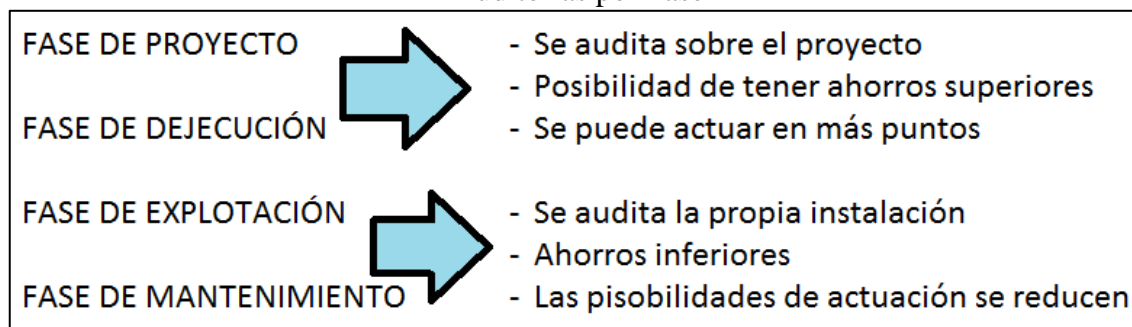 FASE DE PROYECTO - Se audita sobre el proyecto
- Posibilidad de tener ahorros superiores
FASE DE DEJECUCIÓN - Se puede actuar en más puntos
FASE DE EXPLOTACIÓN - Se audita la propia instalación
- Ahorros inferiores
FASE DE MANTENIMIENTO - Las pisobilidades de actuación se reducen